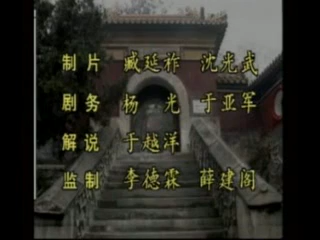 制片 臧延祚 沈光武
剧务 杨光 于亚军
解说 于越洋
监制 李德霖 薛建阁